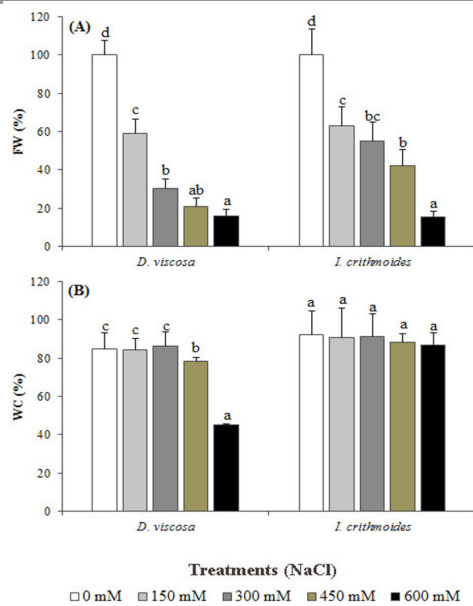 (A)
120
100
80
60
40
20
0
FW (%)
d c b ab a
d c bc b a
D. viscosa I. crithmoides
(B)
120
100
80
60
40
20
0
WC (%)
c c c b a
a a a a a
D. viscosa I. crithmoides
Treatments (NaCl)
0 mM 150 mM 300 mM 450 mM 600 mM